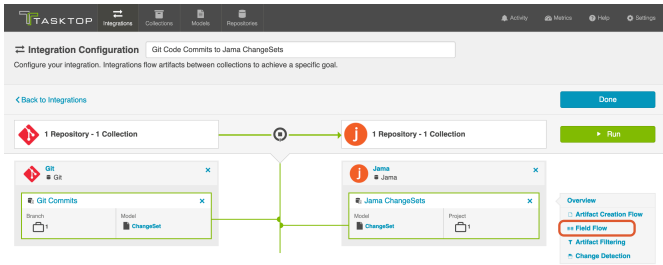 TASKTOP
Integrations
Collections
Models
Repositories
Activity
Metrics
Help
Settings
Integration Configuration
Git Code Commits to Jama ChangeSets
Configure your integration. Integrations flow artifacts between collections to achieve a specific goal.
Back to Integrations
Done
1 Repository - 1 Collection
1 Repository - 1 Collection
Run
Git
Git
Jama
Jama
Git Commits
Jama ChangeSets
Branch
1
Model
ChangeSet
Model
ChangeSet
Project
1
Overview
Artifact Creation Flow
Field Flow
Artifact Filtering
Change Detection